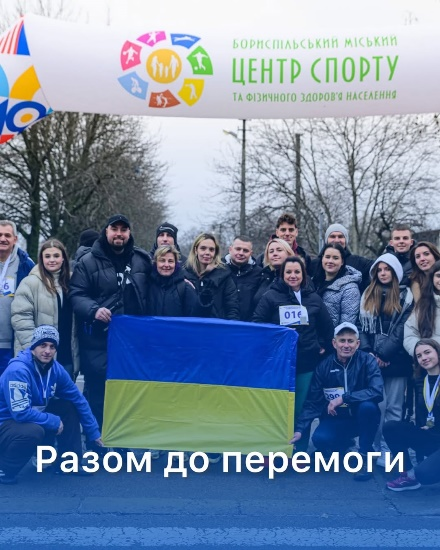 БОРИСПІЛЬСЬКИЙ МІСЬКИЙ
ЦЕНТР СПОРТУ
ТА ФІЗИЧНОГО ЗДОРОВ'Я НАСЕЛЕННЯ
016
Разом до перемоги